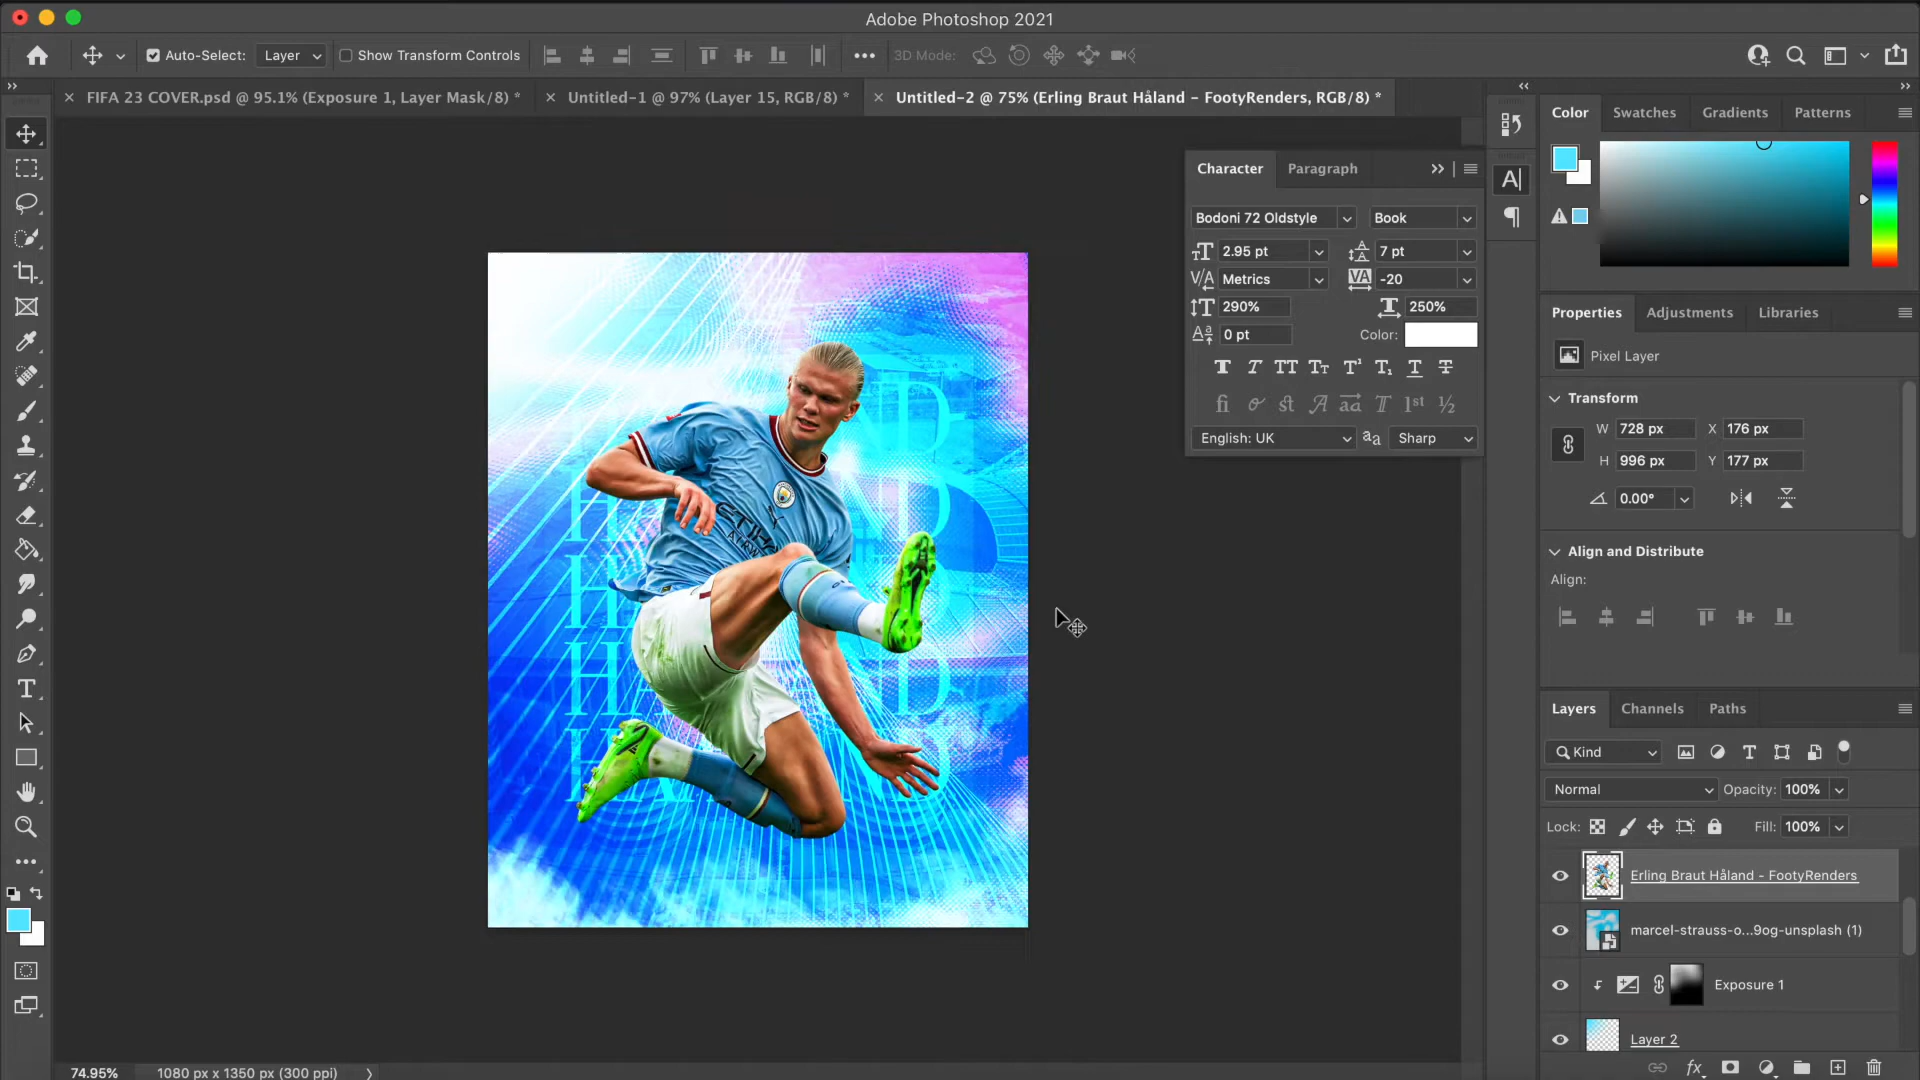 Adobe Photoshop 2021
Auto-Select: Layer Show Transform Controls 3D Mode:
FIFA 23 COVER.psd @ 95.1% (Exposure 1, Layer Mask/8) *
Untitled-1 @ 97% (Layer 15, RGB/8) *
Untitled-2 @ 75% (Erling Braut Håland - FootyRenders, RGB/8) *
Color Swatches Gradients Patterns
Character Paragraph
Bodoni 72 Oldstyle Book
2.95 pt 7 pt
Metrics -20
290% 250%
0 pt Color:
English: UK Sharp
Properties Adjustments Libraries
Pixel Layer
Transform
W 728 px X 176 px
H 996 px Y 177 px
0.00°
Align and Distribute
Align:
Layers Channels Paths
Kind
Normal Opacity: 100%
Lock: Fill: 100%
Erling Braut Håland - FootyRenders
marcel-strauss-o...9og-unsplash (1)
Exposure 1
Layer 2
fx
74.95% 1080 px x 1350 px (300 ppi)